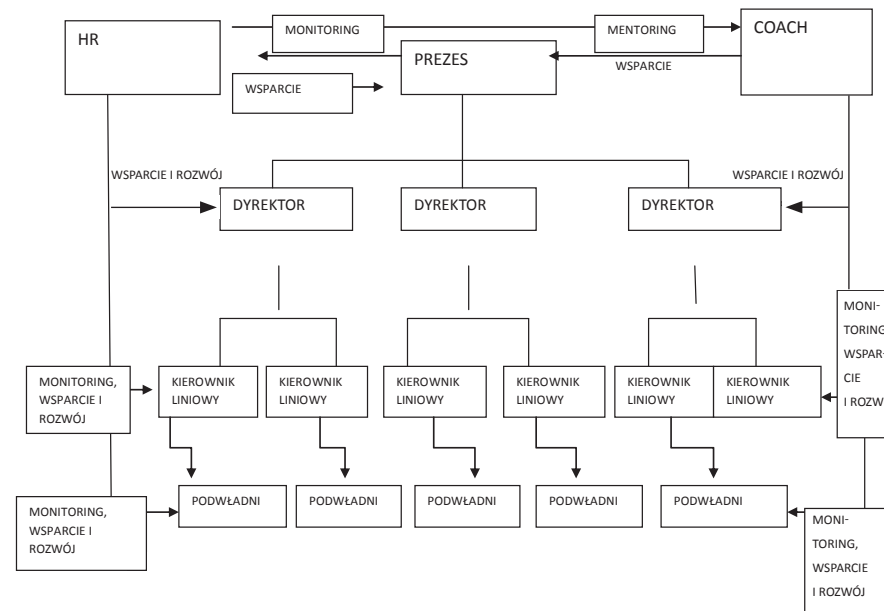 HR
MONITORING
MENTORING
COACH
PREZES
WSPARCIE
WSPARCIE
WSPARCIE I ROZWÓJ
WSPARCIE I ROZWÓJ
DYREKTOR
DYREKTOR
DYREKTOR
MONI-
TORING
WSPAR-
CIE
I ROZW
MONITORING,
WSPARCIE I
ROZWÓJ
KIEROWNIK
LINIOWY
KIEROWNIK
LINIOWY
KIEROWNIK
LINIOWY
KIEROWNIK
LINIOWY
KIEROWNIK
LINIOWY
KIEROWNIK
LINIOWY
MONITORING,
WSPARCIE I
ROZWÓJ
PODWŁADNI
PODWŁADNI
PODWŁADNI
PODWŁADNI
PODWŁADNI
MONI-
TORING,
WSPARCIE
I ROZWÓJ